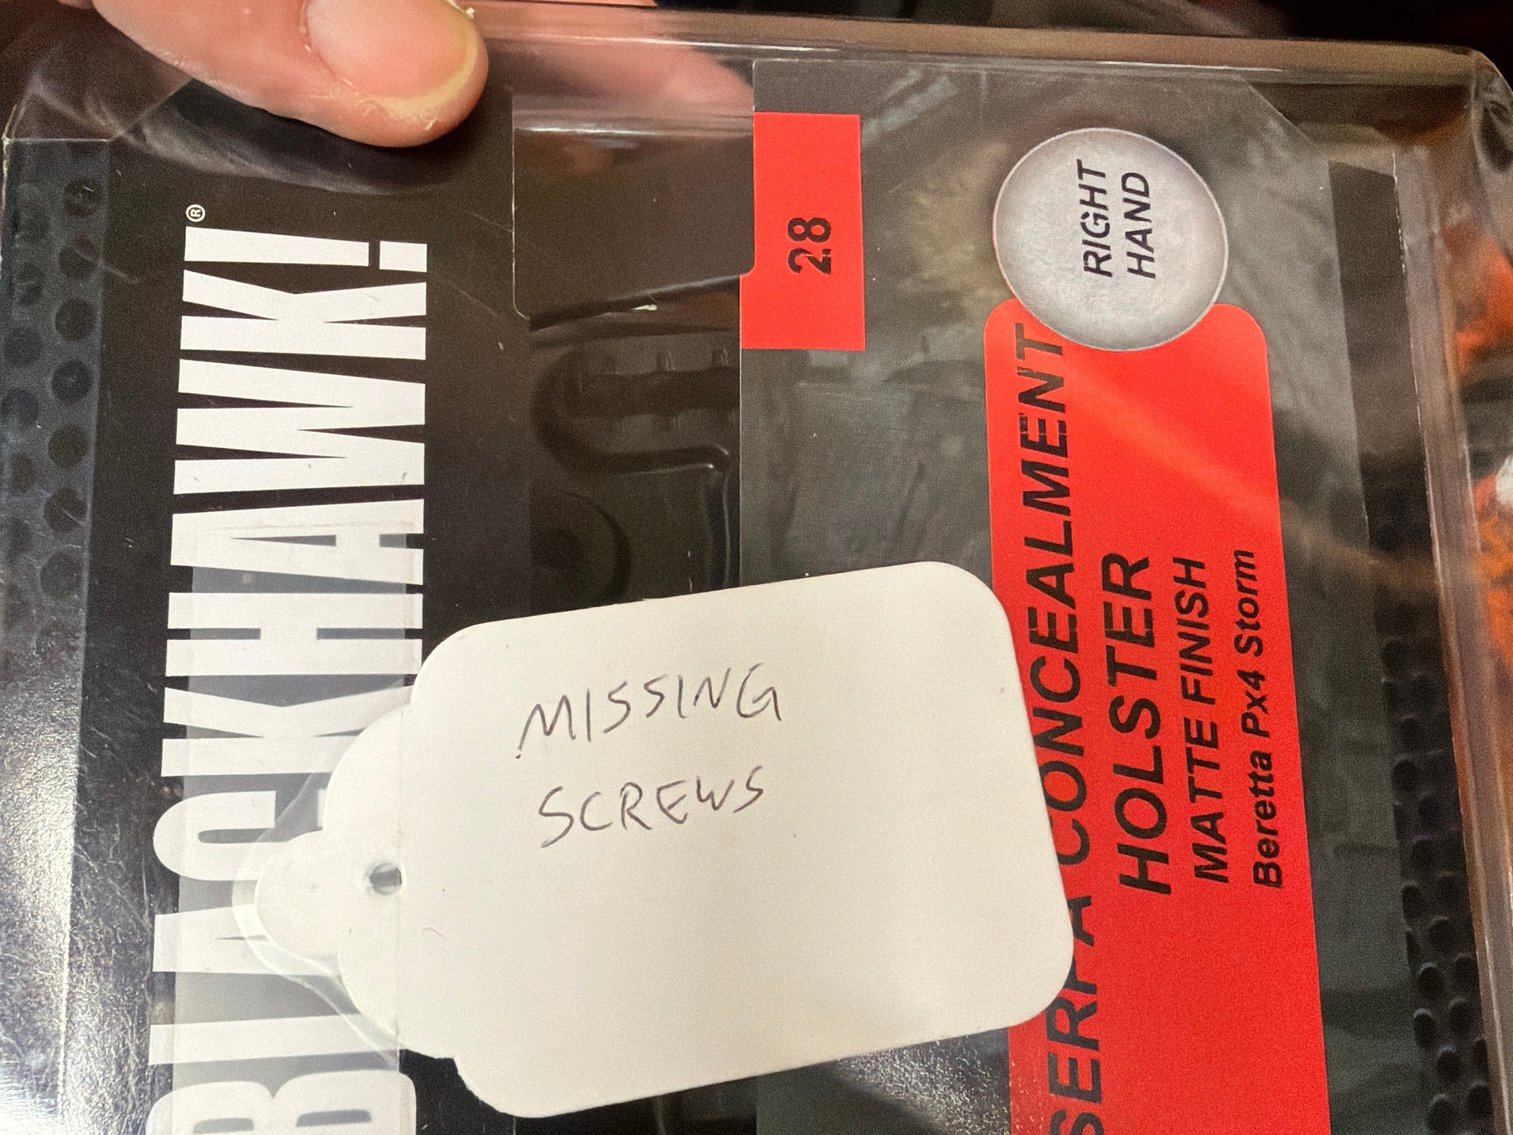 BLACKHAWK!®
28
RIGHT
HAND
SERPA CONCEALMENT
HOLSTER
MATTE FINISH
Beretta Px4 Storm
MISSING
SCREWS